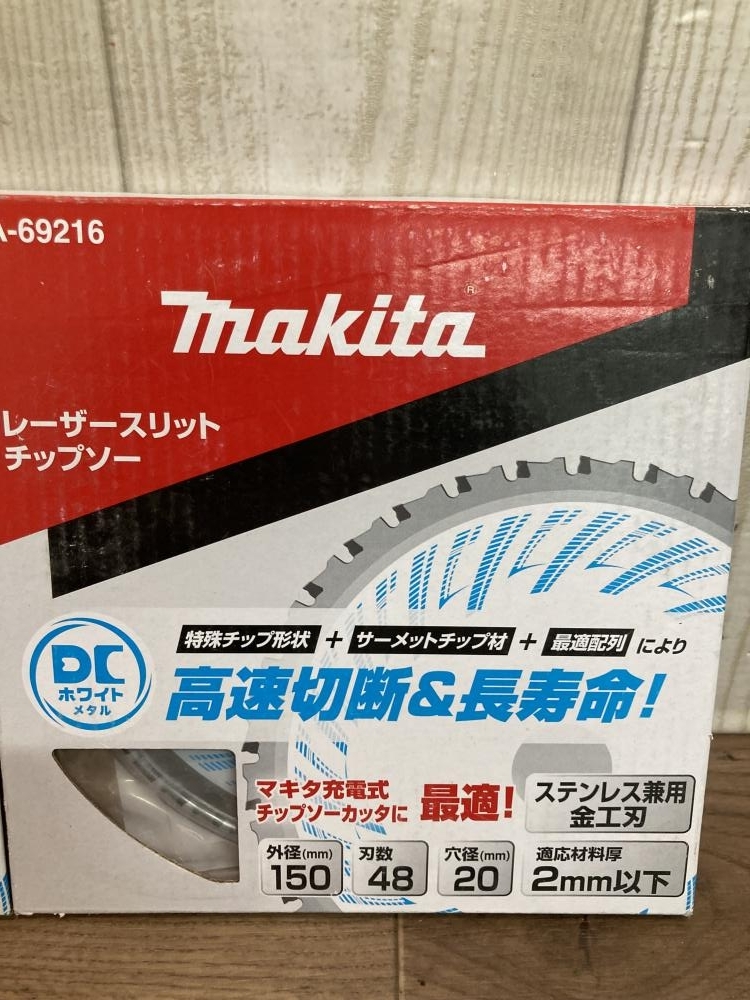 A-69216
makita®
レーザースリット
チップソー
DC
ホワイト
メタル
特殊チップ形状 + サーメットチップ材 + 最適配列 により
高速切断&長寿命!
マキタ充電式
チップソーカッタに 最適!
ステンレス兼用
金工刃
外径(mm) 刃数 穴径(mm) 適応材料厚
150 48 20 2mm以下